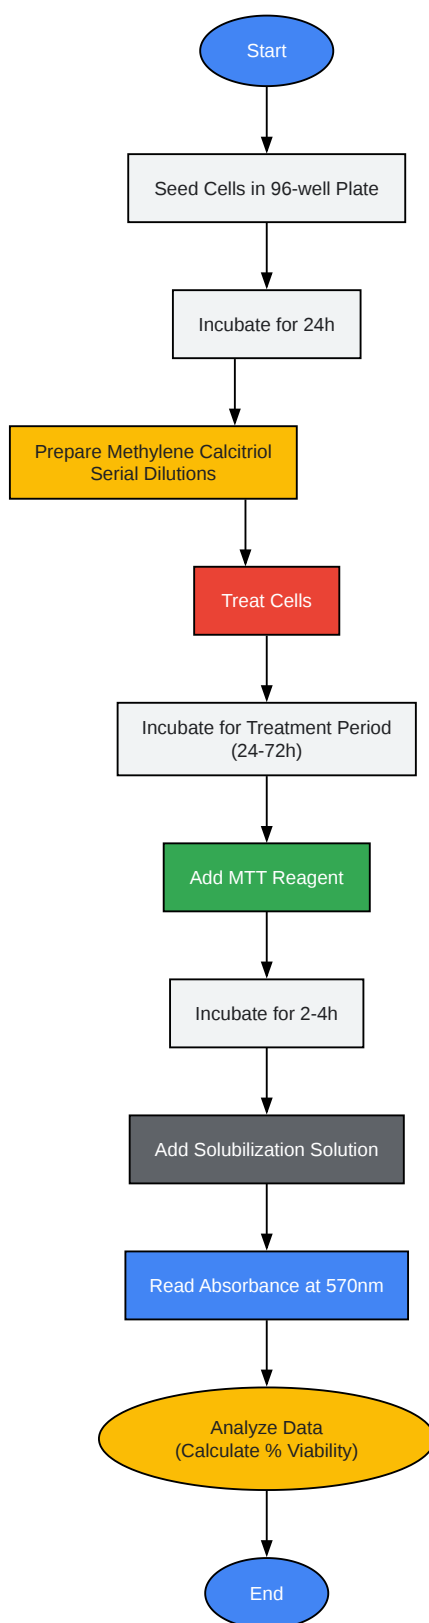 Start
Seed Cells in 96-well Plate
Incubate for 24h
Prepare Methylene Calcitriol
Serial Dilutions
Treat Cells
Incubate for Treatment Period
(24-72h)
Add MTT Reagent
Incubate for 2-4h
Add Solubilization Solution
Read Absorbance at 570nm
Analyze Data
(Calculate % Viability)
End